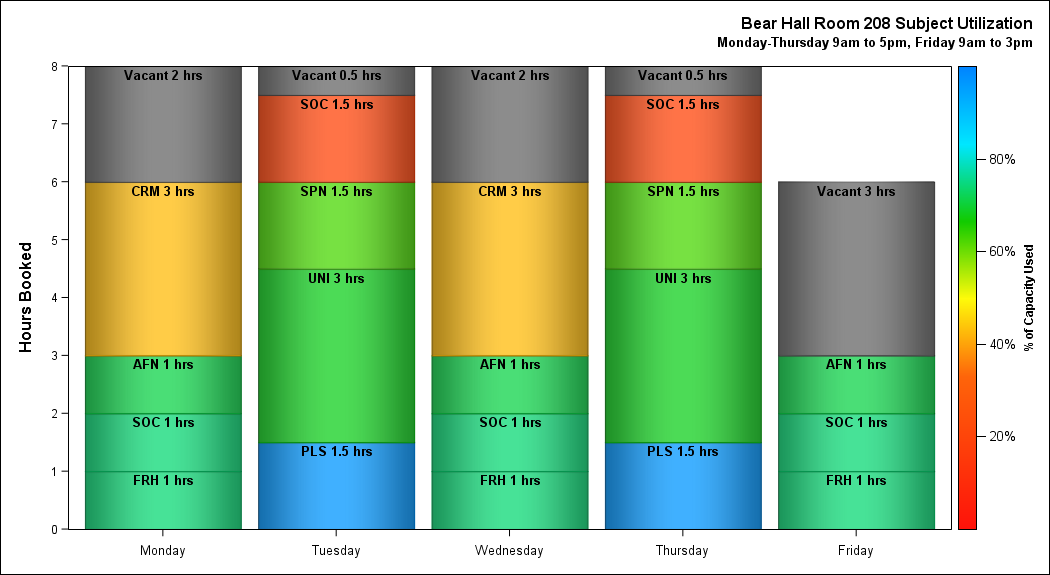 Bear Hall Room 208 Subject Utilization
Monday-Thursday 9am to 5pm, Friday 9am to 3pm
Hours Booked
8
7
6
5
4
3
2
1
0
Vacant 2 hrs
CRM 3 hrs
AFN 1 hrs
SOC 1 hrs
FRH 1 hrs
Monday
Vacant 0.5 hrs
SOC 1.5 hrs
SPN 1.5 hrs
UNI 3 hrs
PLS 1.5 hrs
Tuesday
Vacant 2 hrs
CRM 3 hrs
AFN 1 hrs
SOC 1 hrs
FRH 1 hrs
Wednesday
Vacant 0.5 hrs
SOC 1.5 hrs
SPN 1.5 hrs
UNI 3 hrs
PLS 1.5 hrs
Thursday
Vacant 3 hrs
AFN 1 hrs
SOC 1 hrs
FRH 1 hrs
Friday
80%
60%
40%
20%
% of Capacity Used